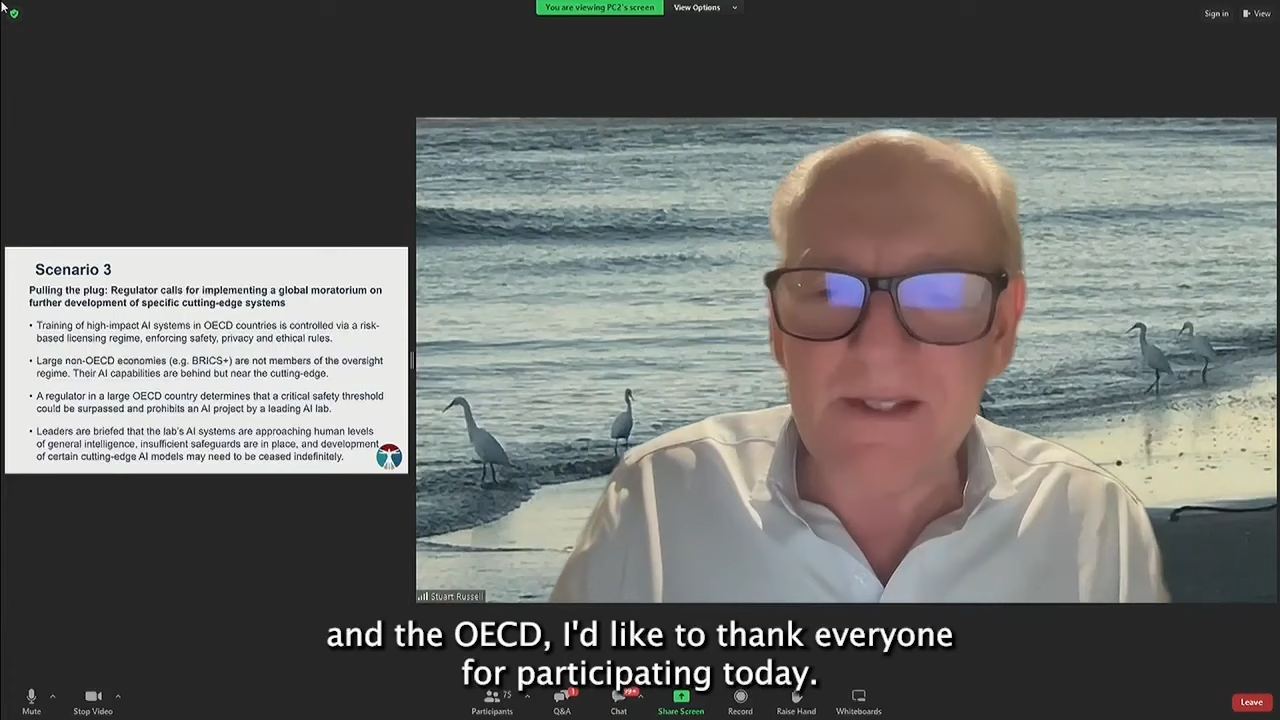 You are viewing PC2's screen
View Options
Sign in
View
Scenario 3
Pulling the plug: Regulator calls for implementing a global moratorium on
further development of specific cutting-edge systems
• Training of high-impact AI systems in OECD countries is controlled via a risk-
based licensing regime, enforcing safety, privacy and ethical rules.
• Large non-OECD economies (e.g. BRICS+) are not members of the oversight
regime. Their AI capabilities are behind but near the cutting-edge.
• A regulator in a large OECD country determines that a critical safety threshold
could be surpassed and prohibits an AI project by a leading AI lab.
• Leaders are briefed that the lab's AI systems are approaching human levels
of general intelligence, insufficient safeguards are in place, and development
of certain cutting-edge AI models may need to be ceased indefinitely.
Stuart Russell
and the OECD, I'd like to thank everyone
for participating today.
Mute
Stop Video
75
Participants
1
Q&A
99+
Chat
Share Screen
Record
Raise Hand
Whiteboards
Leave